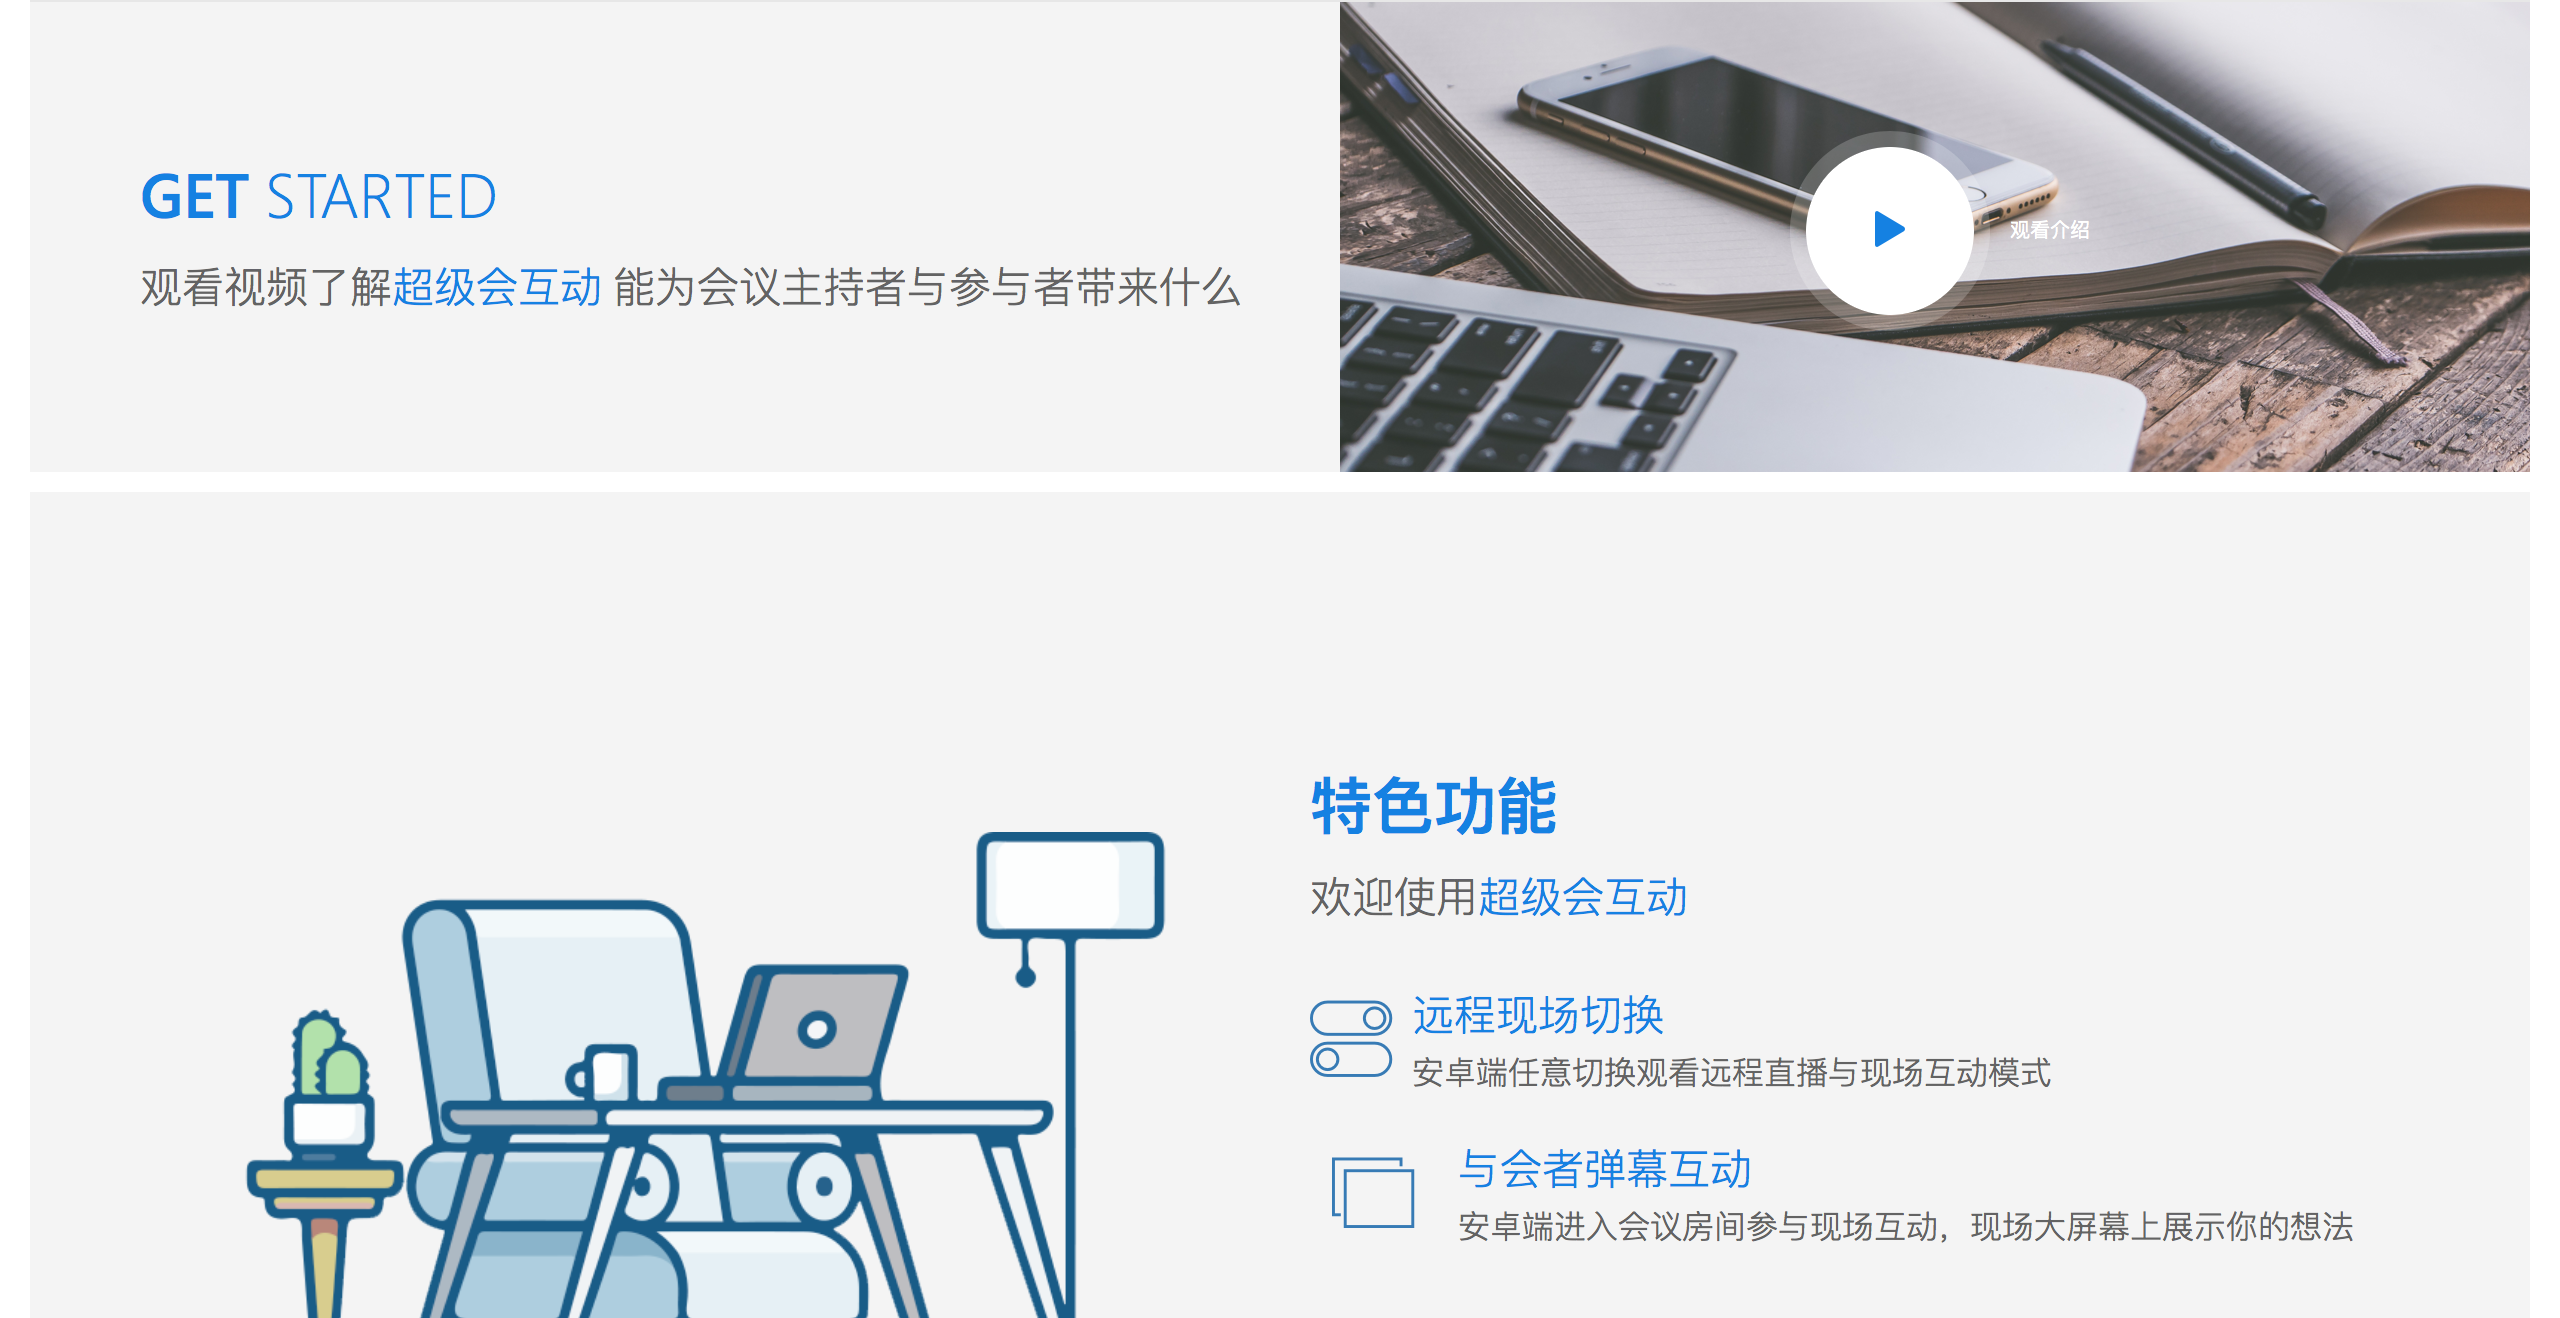 GET STARTED
观看视频了解超级会互动 能为会议主持者与参与者带来什么
观看介绍
特色功能
欢迎使用超级会互动
远程现场切换
安卓端任意切换观看远程直播与现场互动模式
与会者弹幕互动
安卓端进入会议房间参与现场互动，现场大屏幕上展示你的想法